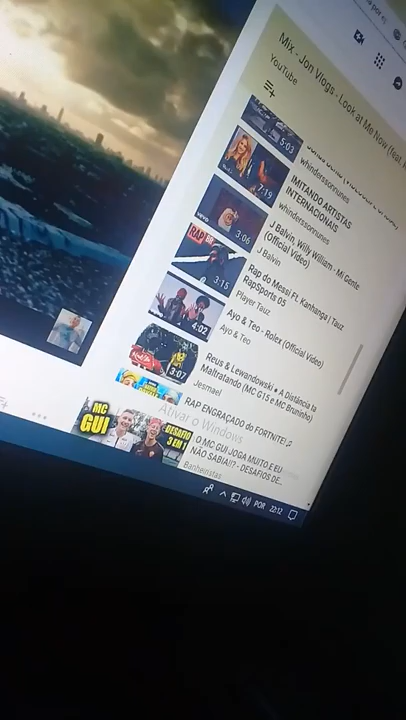 Mix - Jon Vlogs - Look at Me Now (feat.
YouTube
5:03
whinderssonnunes
7:19
IMITANDO ARTISTAS
INTERNACIONAIS
whinderssonnunes
vevo
3:06
J Balvin, Willy William - Mi Gente
(Official Video)
J Balvin
RAP
3:15
Rap do Messi Ft. Kanhanga | Tauz
RapSports 05
Player Tauz
4:02
Ayo & Teo - Rolex (Official Video)
Ayo & Teo
3:07
Reus & Lewandowski ● A Distância ta
Maltratando (MC G15 e MC Bruninho)
Jesmael
RAP ENGRAÇADO do FORTNITE ♫
Ativar o Windows
MC
GUI
DESAFIO
3 EM 1
O MC GUI JOGA MUITO E EU
NÃO SABIA!!? - DESAFIOS DE...
POR
22:12